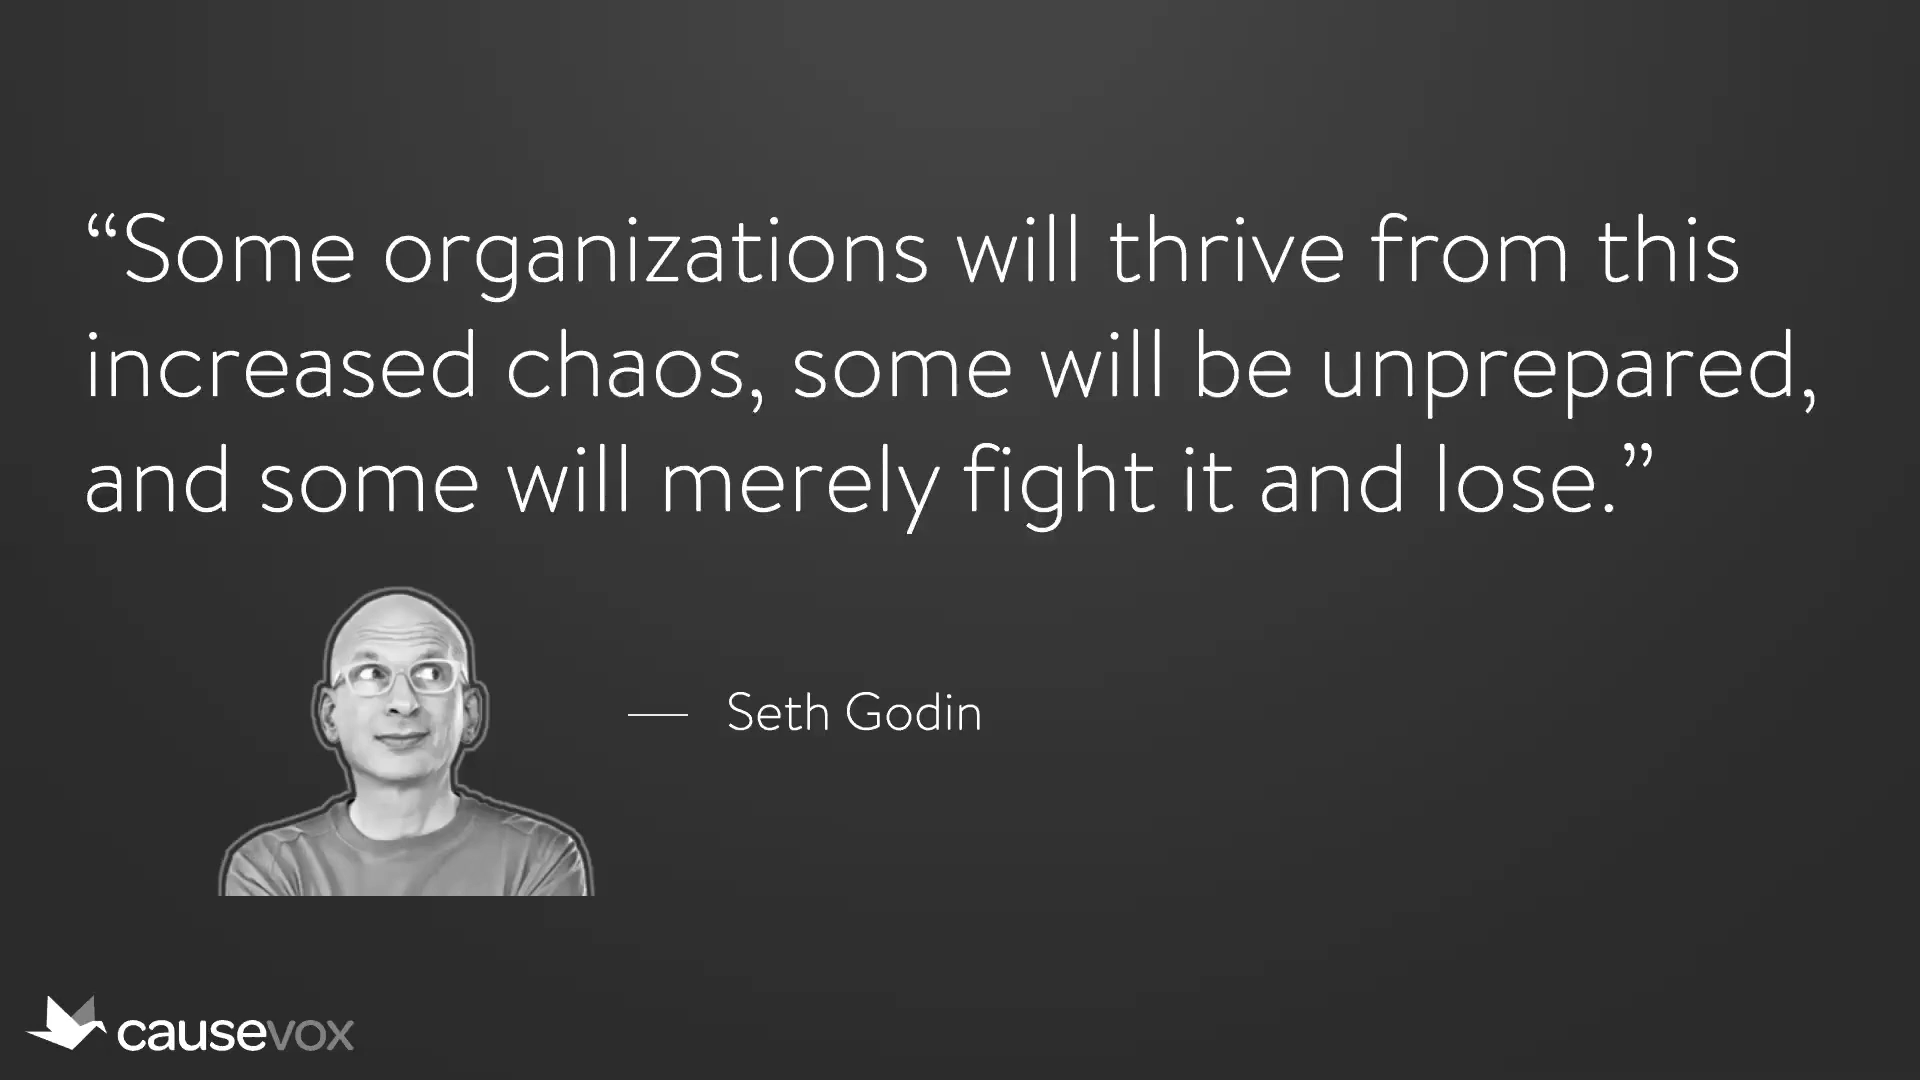 “Some organizations will thrive from this
increased chaos, some will be unprepared,
and some will merely fight it and lose.”
— Seth Godin
causevox